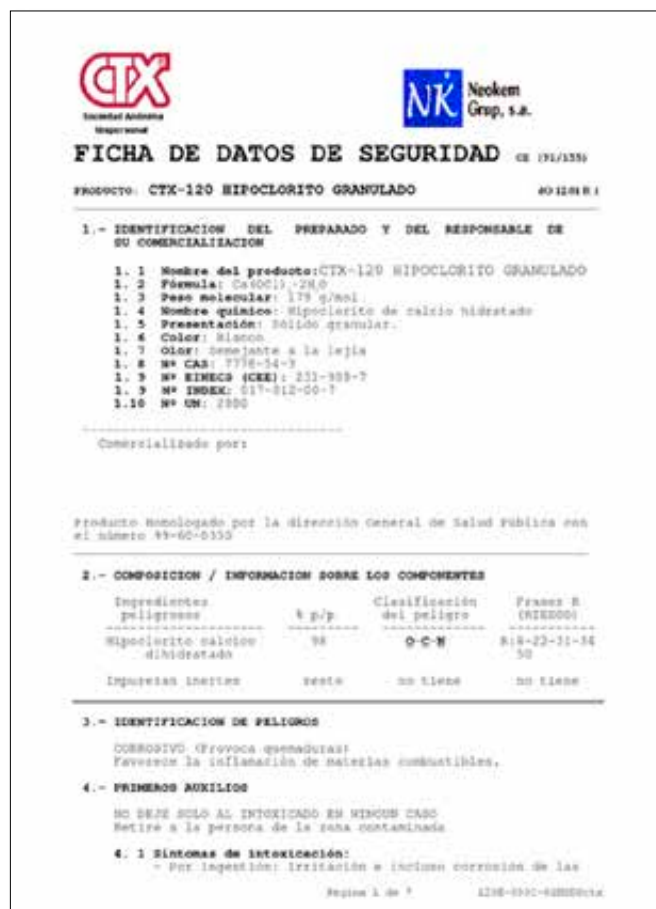 CTX
Sociedad Anónima
Unipersonal
NK Neokem
Grup, s.a.
FICHA DE DATOS DE SEGURIDAD CE (91/155)
PRODUCTO: CTX-120 HIPOCLORITO GRANULADO
1.- IDENTIFICACION DEL PREPARADO Y DEL RESPONSABLE DE
SU COMERCIALIZACION
1. 1 Nombre del producto:CTX-120 HIPOCLORITO GRANULADO
1. 2 Fórmula: Ca(OCl)₂·2H₂O
1. 3 Peso molecular: 179 g/mol
1. 4 Nombre químico: Hipoclorito de calcio hidratado
1. 5 Presentación: Sólido granular.
1. 6 Color: Blanco
1. 7 Olor: Semejante a la lejía
1. 8 Nº CAS: 7778-54-3
1. 9 Nº EINECS (CEE): 231-908-7
1. 9 Nº INDEX: 017-012-00-7
1.10 Nº UN: 2880
Comercializado por:
Producto Homologado por la dirección General de Salud Pública con
el número 99-60-0355
2.- COMPOSICION / INFORMACION SOBRE LOS COMPONENTES
Ingredientes Clasificación Frases R
peligrosos % p/p del peligro (RIESGO)
Hipoclorito cálcico 98 O-C-N R:8-22-31-34
dihidratado 50
Impurezas inertes resto no tiene no tiene
3.- IDENTIFICACION DE PELIGROS
CORROSIVO (Provoca quemaduras)
Favorece la inflamación de materias combustibles.
4.- PRIMEROS AUXILIOS
NO DEJE SOLO AL INTOXICADO EN NINGUN CASO
Retire a la persona de la zona contaminada
4. 1 Síntomas de intoxicación:
- Por ingestión: Irritación e incluso corrosión de las
Página 1 de